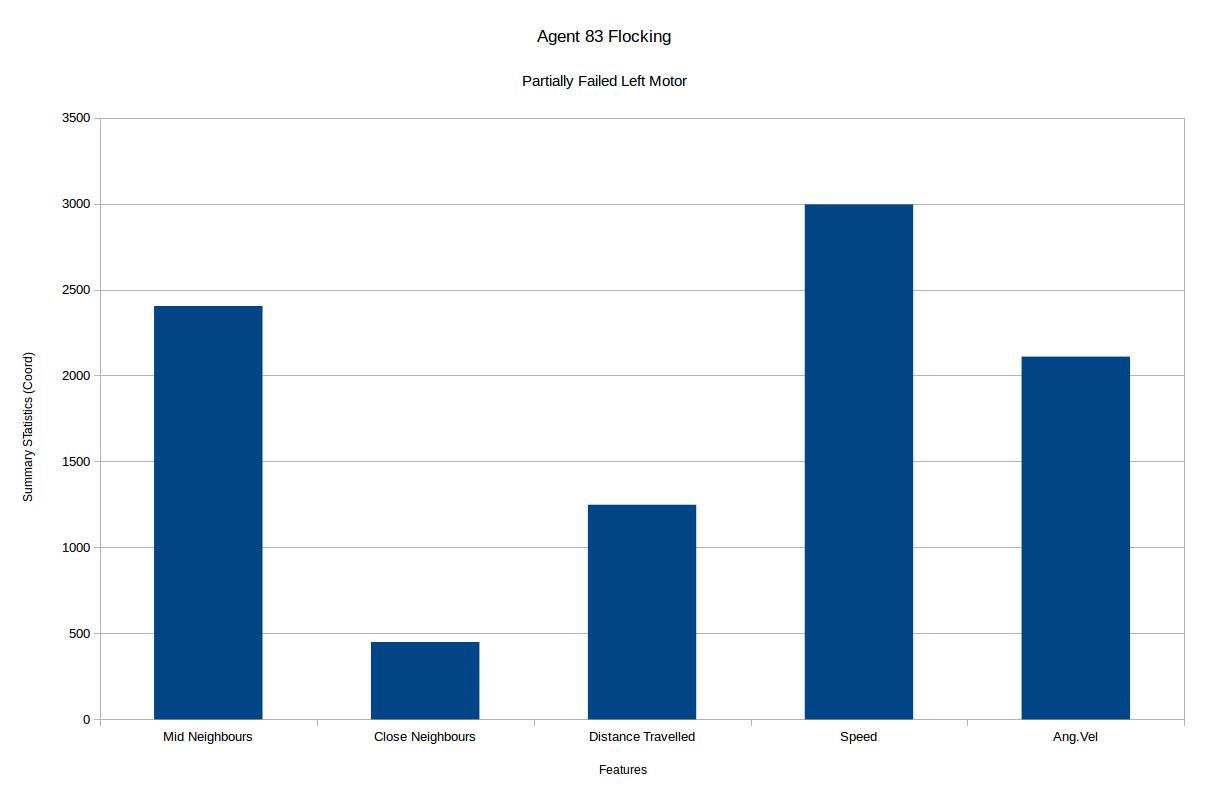 Agent 83 Flocking
Partially Failed Left Motor
3500
3000
2500
2000
1500
1000
500
0
Summary STatistics (Coord)
Mid Neighbours
Close Neighbours
Distance Travelled
Speed
Ang.Vel
Features